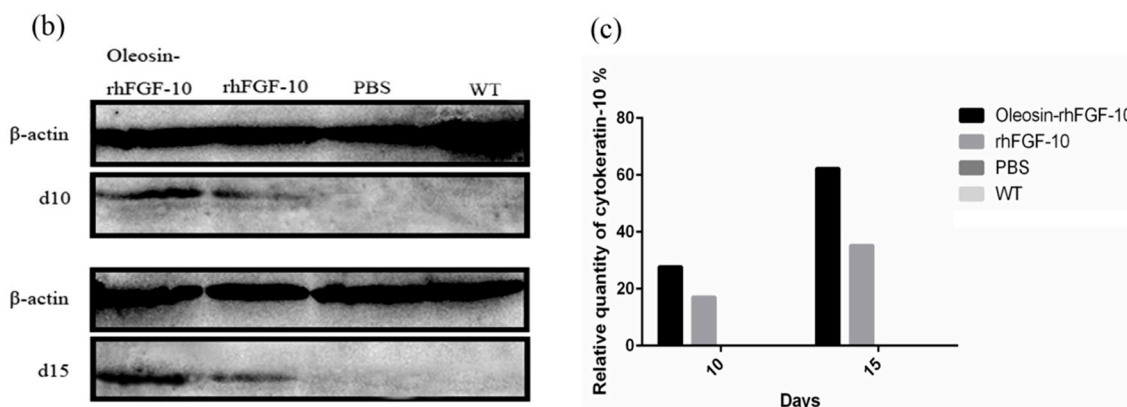 (b)
Oleosin-
rhFGF-10 rhFGF-10 PBS WT
β-actin
d10
β-actin
d15
(c)
Relative quantity of cytokeratin-10 %
80
60
40
20
0
10 15
Days
Oleosin-rhFGF-10
rhFGF-10
PBS
WT